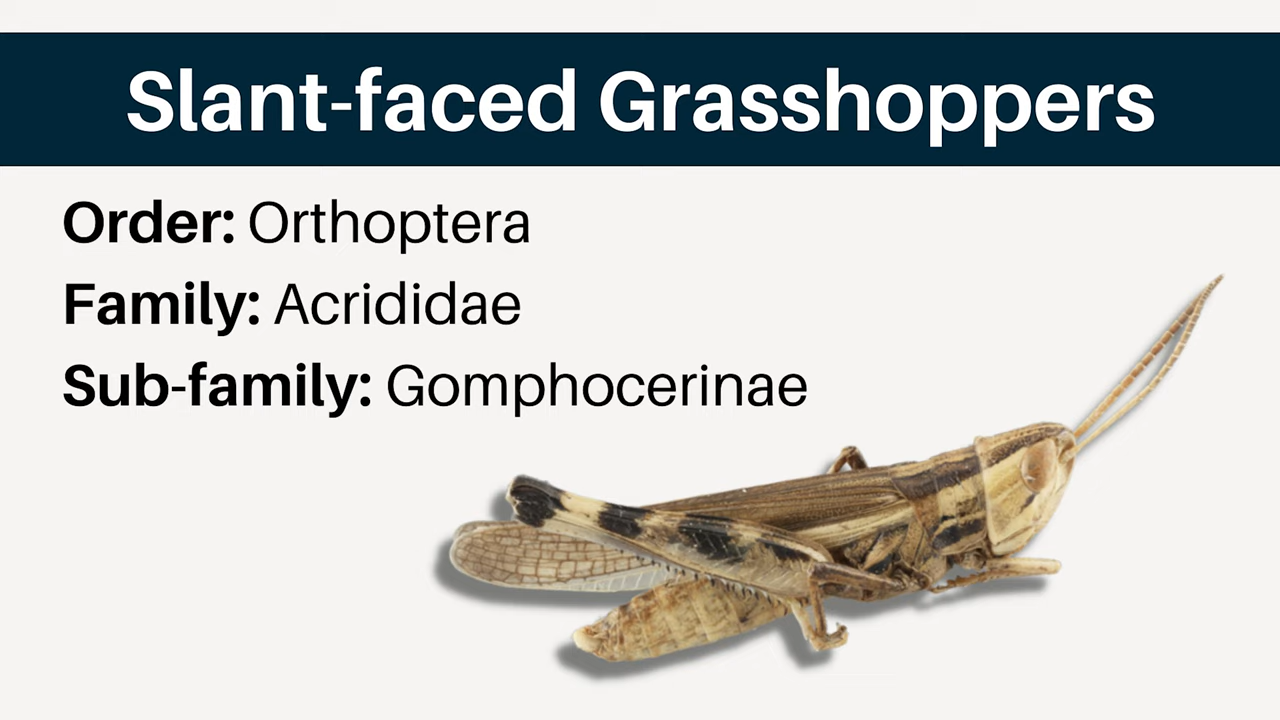 Slant-faced Grasshoppers
Order: Orthoptera
Family: Acrididae
Sub-family: Gomphocerinae